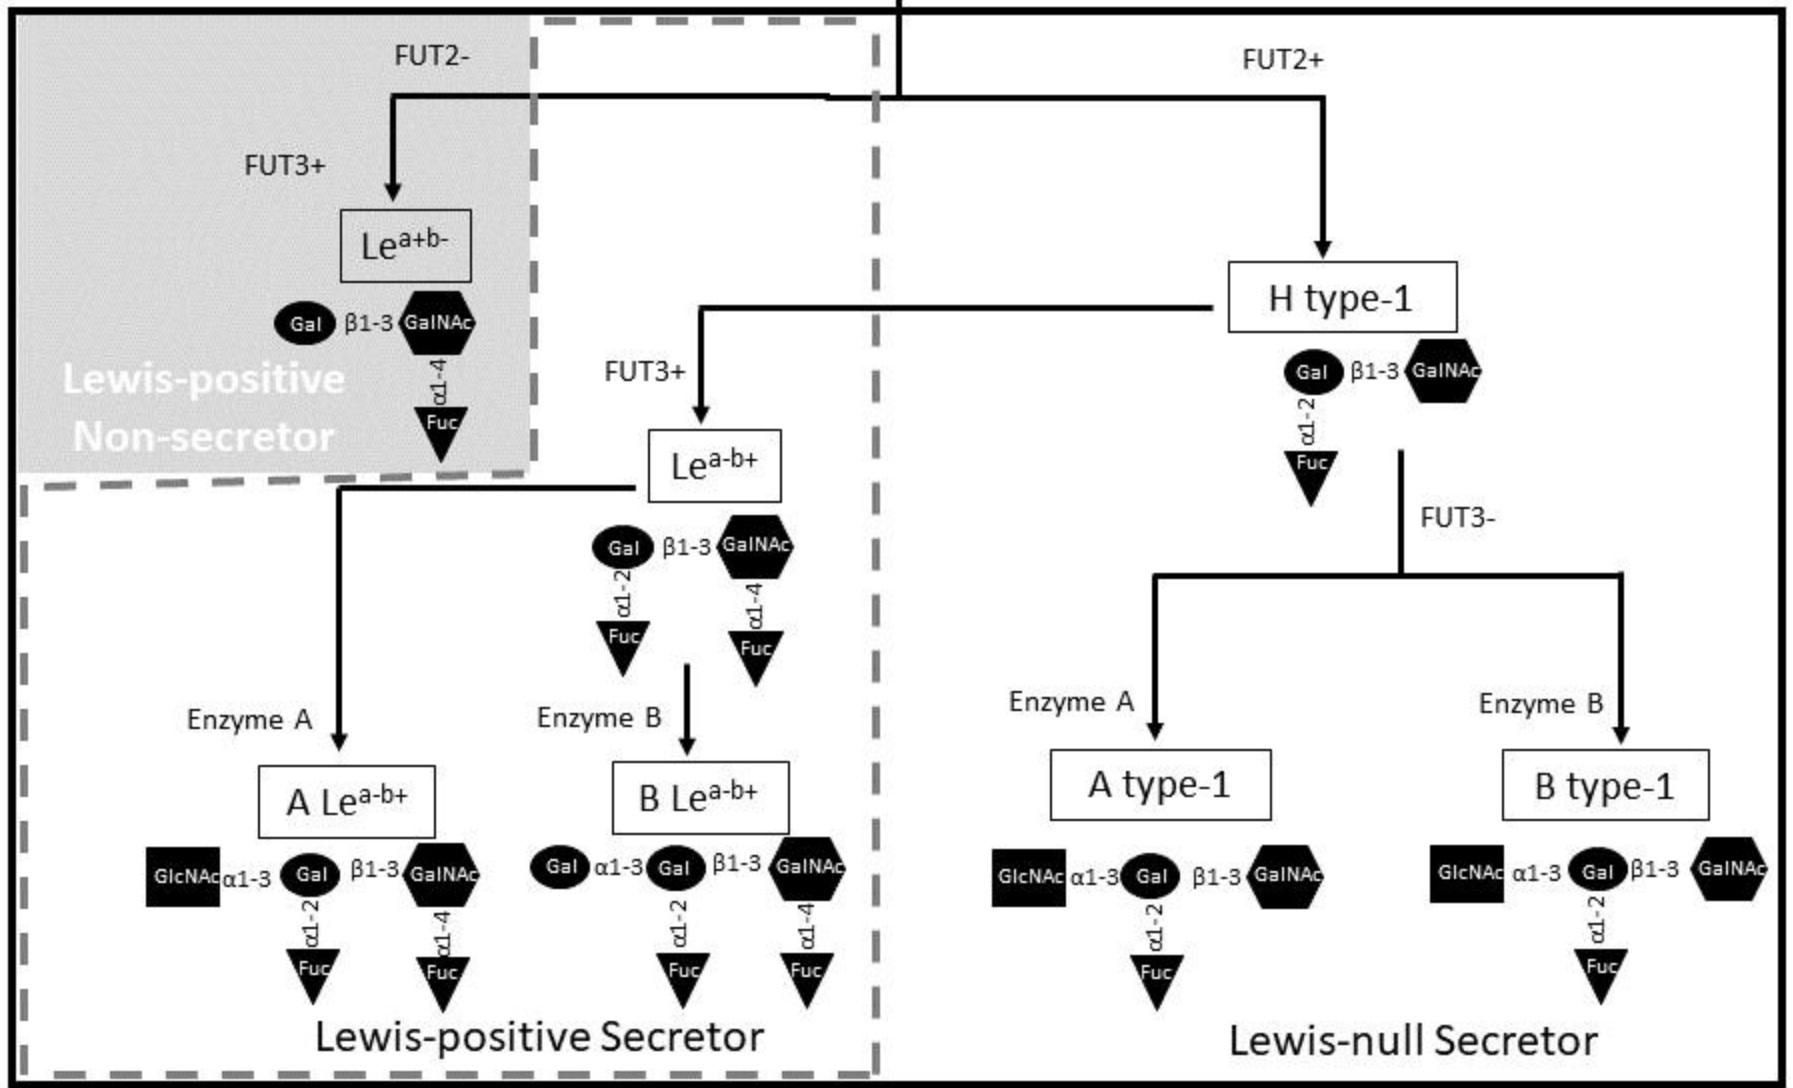 FUT2-
FUT2+
FUT3+
Leᵃ⁺ᵇ⁻
Gal β1-3 GalNAc
α1-4
Fuc
Lewis-positive
Non-secretor
H type-1
Gal β1-3 GalNAc
α1-2
Fuc
FUT3+
Leᵃ⁻ᵇ⁺
Gal β1-3 GalNAc
α1-2 α1-4
Fuc Fuc
FUT3-
Enzyme A
A Leᵃ⁻ᵇ⁺
GlcNAc α1-3 Gal β1-3 GalNAc
α1-2 α1-4
Fuc Fuc
Enzyme B
B Leᵃ⁻ᵇ⁺
Gal α1-3 Gal β1-3 GalNAc
α1-2 α1-4
Fuc Fuc
Lewis-positive Secretor
Enzyme A
A type-1
GlcNAc α1-3 Gal β1-3 GalNAc
α1-2
Fuc
Enzyme B
B type-1
GlcNAc α1-3 Gal β1-3 GalNAc
α1-2
Fuc
Lewis-null Secretor